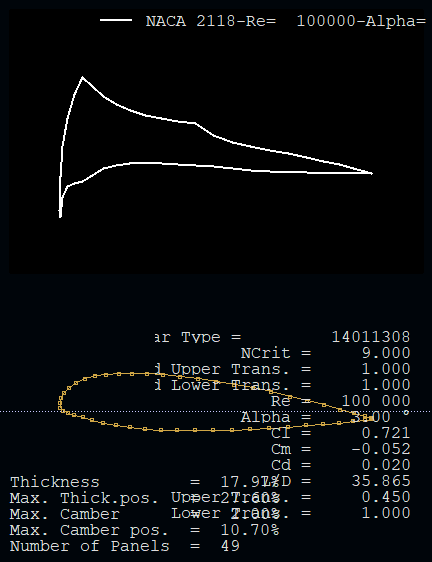 NACA 2118-Re=  100000-Alpha=
ar Type =  14011308
NCrit =  9.000
d Upper Trans. =  1.000
d Lower Trans. =  1.000
Re =  100 000
Alpha =
Cl =  0.721
Cm =  -0.052
Cd =  0.020
Thickness  =  17.97%
L/D =  35.865
Max. Thick.pos.  =  27.60%
Upper Trans. =  0.450
Max. Camber  =  2.00%
Lower Trans. =  1.000
Max. Camber pos.  =  10.70%
Number of Panels  =  49